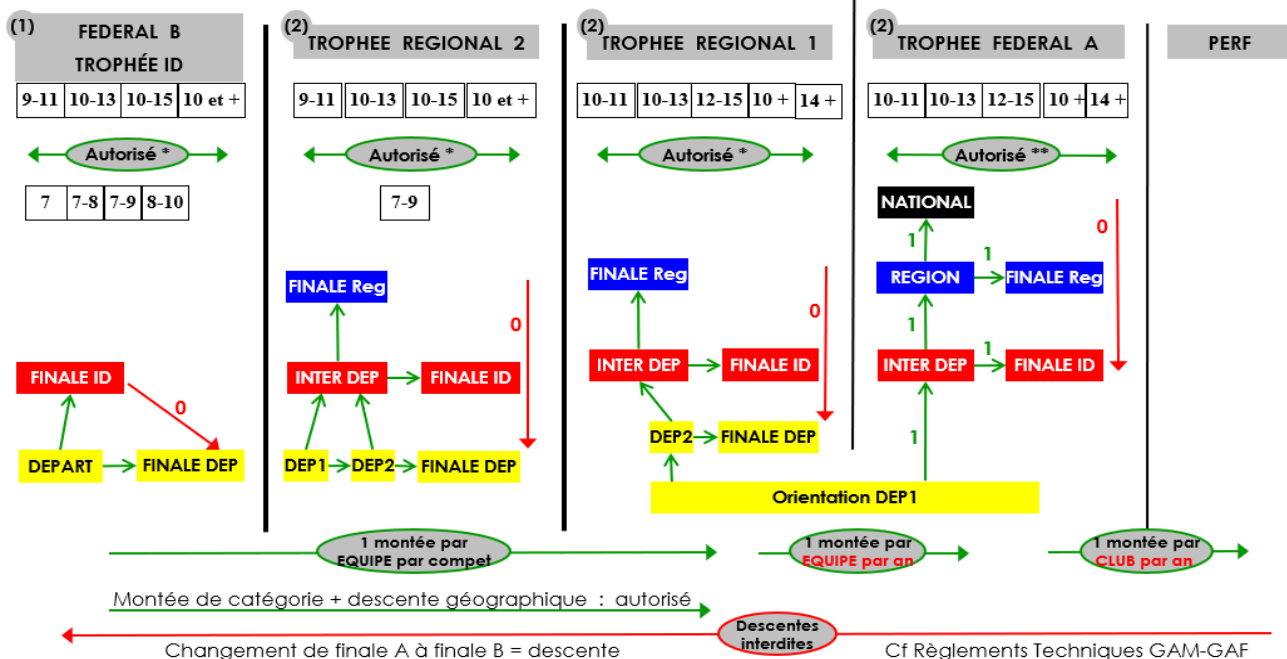 (1)
FEDERAL B
TROPHÉE ID
9-11 10-13 10-15 10 et +
Autorisé *
7 7-8 7-9 8-10
FINALE ID
0
DEPART
FINALE DEP
(2)
TROPHEE REGIONAL 2
9-11 10-13 10-15 10 et +
Autorisé *
7-9
FINALE Reg
0
INTER DEP
FINALE ID
DEP1
DEP2
FINALE DEP
(2)
TROPHEE REGIONAL 1
10-11 10-13 12-15 10 + 14 +
Autorisé *
FINALE Reg
0
INTER DEP
FINALE ID
DEP2
FINALE DEP
Orientation DEP1
(2)
TROPHEE FEDERAL A
10-11 10-13 12-15 10 + 14 +
Autorisé **
NATIONAL
0
1
1
REGION
FINALE Reg
1
1
INTER DEP
FINALE ID
1
PERF
1 montée par
EQUIPE par compet
1 montée par
EQUIPE par an
1 montée par
CLUB par an
Montée de catégorie + descente géographique : autorisé
Descentes
interdites
Changement de finale A à finale B = descente
Cf Règlements Techniques GAM-GAF